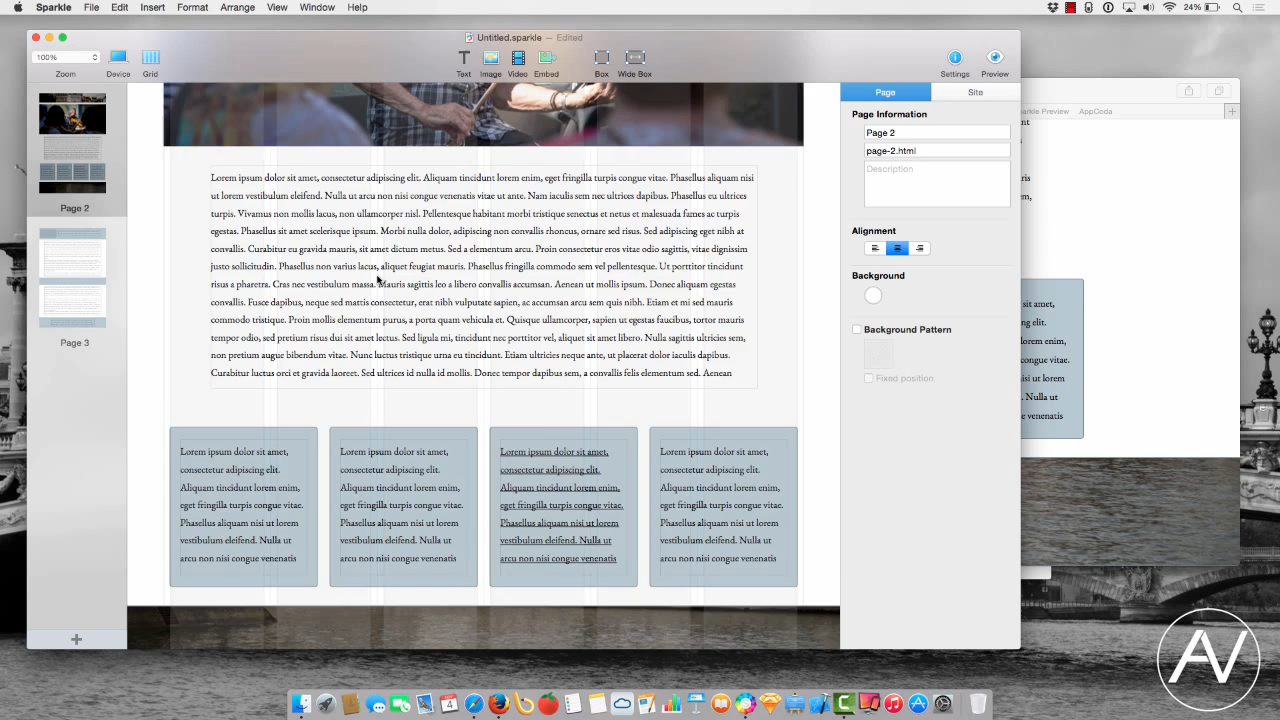 Sparkle File Edit Insert Format Arrange View Window Help
24%
Untitled.sparkle — Edited
100%
Zoom Device Grid Text Image Video Embed Box Wide Box Settings Preview
Page Site
Page Information
Page 2
page-2.html
Description
Alignment
Background
Background Pattern
Fixed position
Page 2
Page 3
Lorem ipsum dolor sit amet, consectetur adipiscing elit. Aliquam tincidunt lorem enim, eget fringilla turpis congue vitae. Phasellus aliquam nisi
ut lorem vestibulum eleifend. Nulla ut arcu non nisi congue venenatis vitae ut ante. Nam iaculis sem nec ultrices dapibus. Phasellus eu ultrices
turpis. Vivamus non mollis lacus, non ullamcorper nisl. Pellentesque habitant morbi tristique senectus et netus et malesuada fames ac turpis
egestas. Phasellus sit amet scelerisque ipsum. Morbi nulla dolor, adipiscing non convallis rhoncus, ornare sed risus. Sed adipiscing eget nibh at
convallis. Curabitur eu gravida mauris, sit amet dictum metus. Sed a elementum arcu. Proin consectetur eros vitae odio sagittis, vitae dignissim
justo sollicitudin. Phasellus non varius lacus, aliquet feugiat mauris. Phasellus fringilla commodo sem vel pellentesque. Ut porttitor tincidunt
risus a pharetra. Cras nec vestibulum massa. Mauris sagittis leo a libero convallis accumsan. Aenean ut mollis ipsum. Donec aliquam egestas
convallis. Fusce dapibus, neque sed mattis consectetur, erat nibh vulputate sapien, ac accumsan arcu sem quis nibh. Etiam et mi sed mauris
commodo tristique. Proin mollis elementum purus, a porta quam vehicula et. Quisque ullamcorper, sapien ut egestas faucibus, tortor mauris
tempor odio, sed pretium risus dui sit amet lectus. Sed ligula mi, tincidunt nec porttitor vel, aliquet sit amet libero. Nulla sagittis ultricies sem,
non pretium augue bibendum vitae. Nunc luctus tristique urna eu tincidunt. Etiam ultricies neque ante, ut placerat dolor iaculis dapibus.
Curabitur luctus orci et gravida laoreet. Sed ultrices id nulla id mollis. Donec tempor dapibus sem, a convallis felis elementum sed. Aenean
Lorem ipsum dolor sit amet,
consectetur adipiscing elit.
Aliquam tincidunt lorem enim,
eget fringilla turpis congue vitae.
Phasellus aliquam nisi ut lorem
vestibulum eleifend. Nulla ut
arcu non nisi congue venenatis
Lorem ipsum dolor sit amet,
consectetur adipiscing elit.
Aliquam tincidunt lorem enim,
eget fringilla turpis congue vitae.
Phasellus aliquam nisi ut lorem
vestibulum eleifend. Nulla ut
arcu non nisi congue venenatis
Lorem ipsum dolor sit amet,
consectetur adipiscing elit.
Aliquam tincidunt lorem enim,
eget fringilla turpis congue vitae.
Phasellus aliquam nisi ut lorem
vestibulum eleifend. Nulla ut
arcu non nisi congue venenatis
Lorem ipsum dolor sit amet,
consectetur adipiscing elit.
Aliquam tincidunt lorem enim,
eget fringilla turpis congue vitae.
Phasellus aliquam nisi ut lorem
vestibulum eleifend. Nulla ut
arcu non nisi congue venenatis
Preview AppCoda
sit amet,
elit.
lorem enim,
congue vitae.
nisi ut lorem
Nulla ut
venenatis
AV